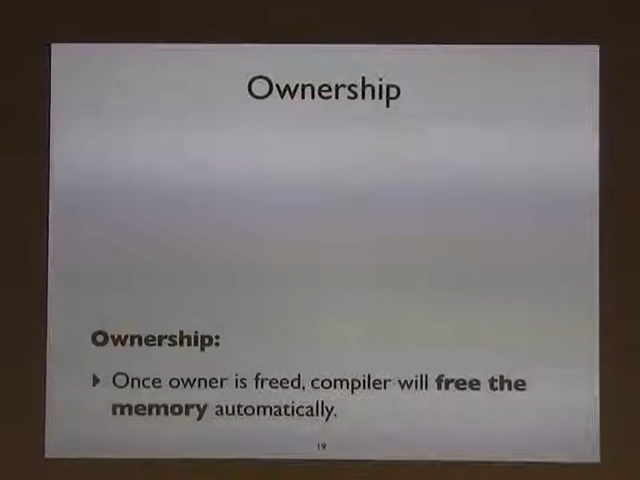 Ownership
Ownership:
Once owner is freed, compiler will free the
memory automatically.
19